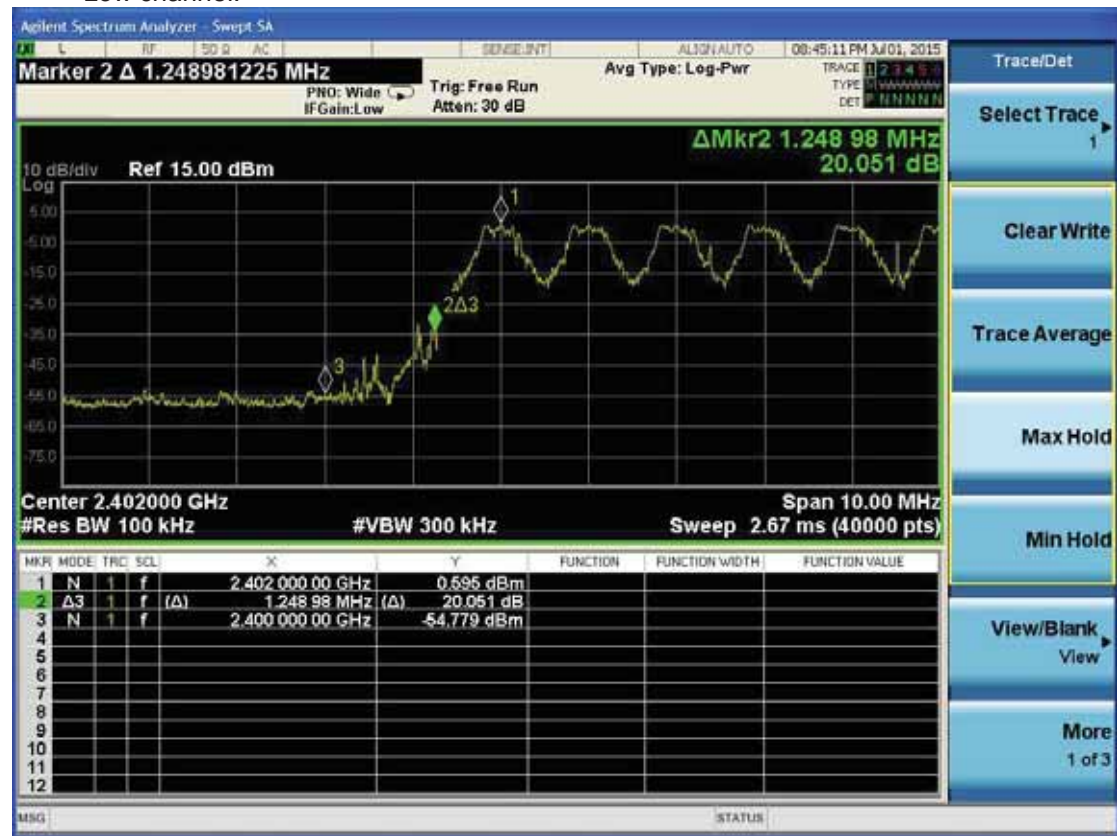 Agilent Spectrum Analyzer - Swept SA
LXI L RF 50 Ω AC SENSE:INT ALIGN AUTO 08:45:11 PM Jul 01, 2015
Marker 2 Δ 1.248981225 MHz
PNO: Wide
IFGain:Low
Trig: Free Run
Atten: 30 dB
Avg Type: Log-Pwr
TRACE 1 2 3 4 5 6
TYPE
DET P N N N N N
ΔMkr2 1.248 98 MHz
20.051 dB
10 dB/div Ref 15.00 dBm
Log
5.00
-5.00
-15.0
-25.0
-35.0
-45.0
-55.0
-65.0
-75.0
1
2Δ3
3
Center 2.402000 GHz Span 10.00 MHz
#Res BW 100 kHz #VBW 300 kHz Sweep 2.67 ms (40000 pts)
MKR MODE TRC SCL X Y FUNCTION FUNCTION WIDTH FUNCTION VALUE
1 N 1 f 2.402 000 00 GHz 0.595 dBm
2 Δ3 1 f (Δ) 1.248 98 MHz (Δ) 20.051 dB
3 N 1 f 2.400 000 00 GHz -54.779 dBm
4
5
6
7
8
9
10
11
12
MSG STATUS
Trace/Det
Select Trace
1
Clear Write
Trace Average
Max Hold
Min Hold
View/Blank
View
More
1 of 3